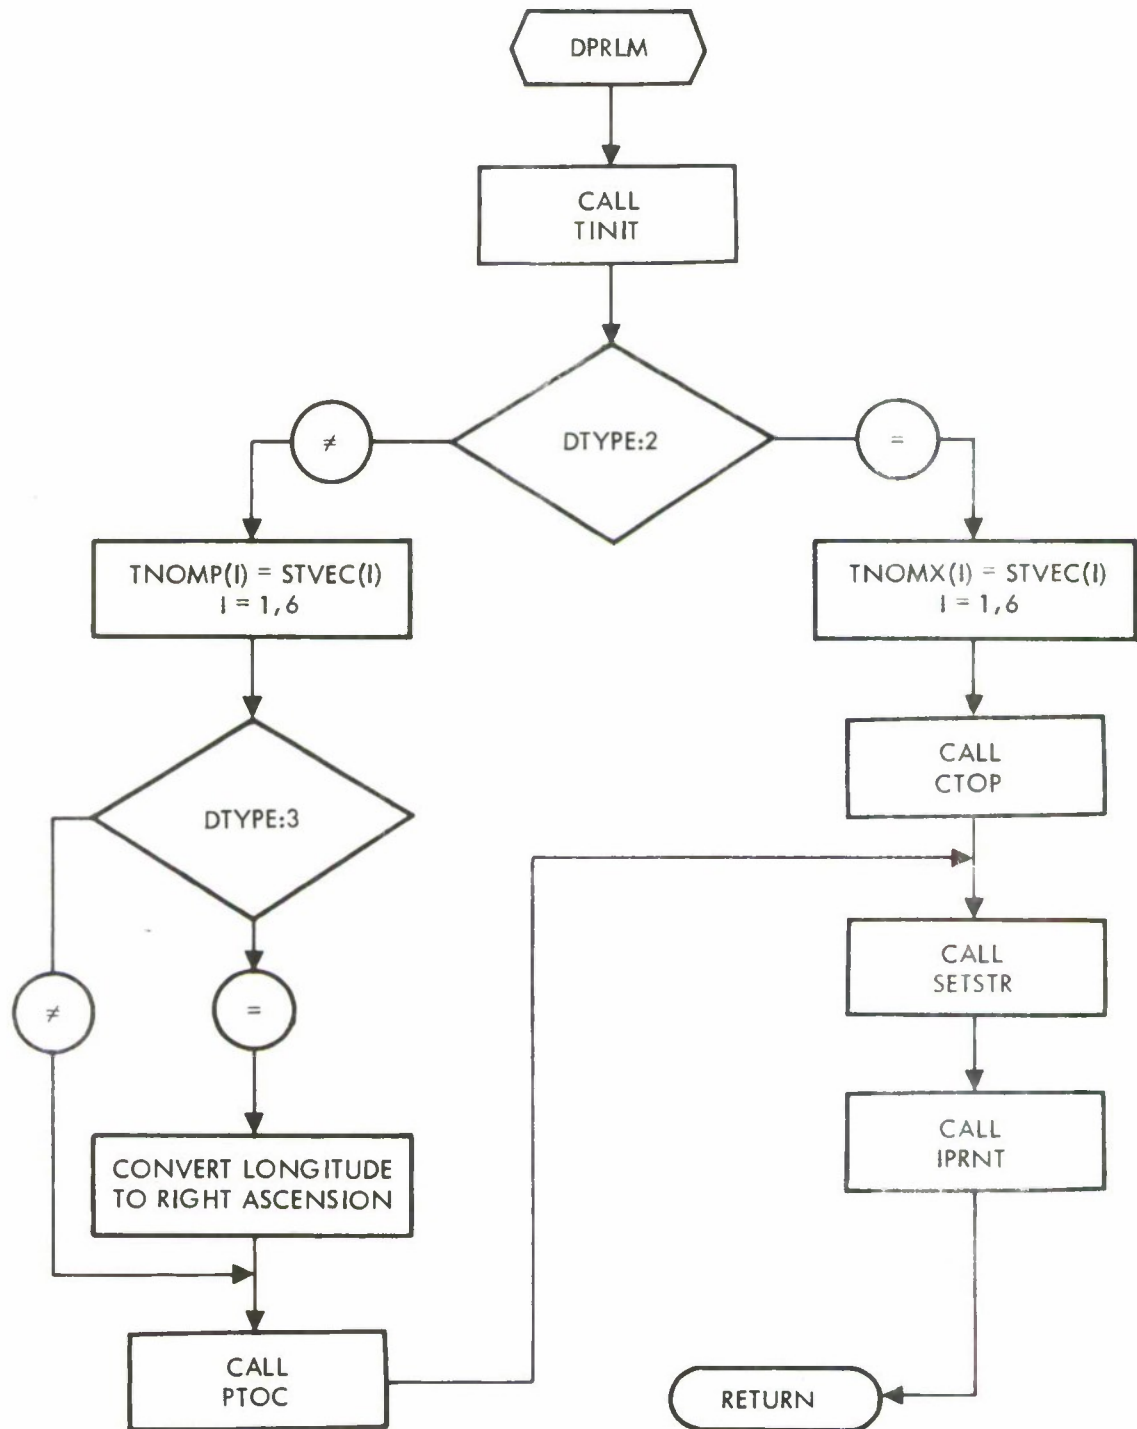 DPRLM
CALL
TINIT
DTYPE:2
≠
=
TNOMP(I) = STVEC(I)
I = 1,6
TNOMX(I) = STVEC(I)
I = 1,6
DTYPE:3
CALL
CTOP
≠
=
CALL
SETSTR
CONVERT LONGITUDE
TO RIGHT ASCENSION
CALL
IPRNT
CALL
PTOC
RETURN